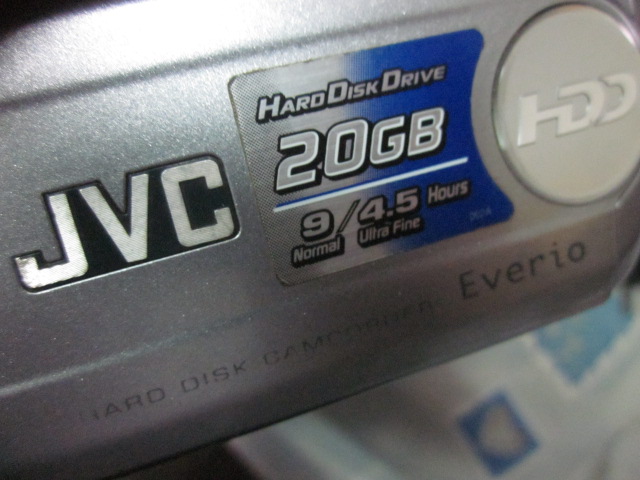 JVC
HARD DISK DRIVE
20GB
9/4.5 Hours
Normal Ultra Fine
HDD
Everio
HARD DISK CAMCORDER